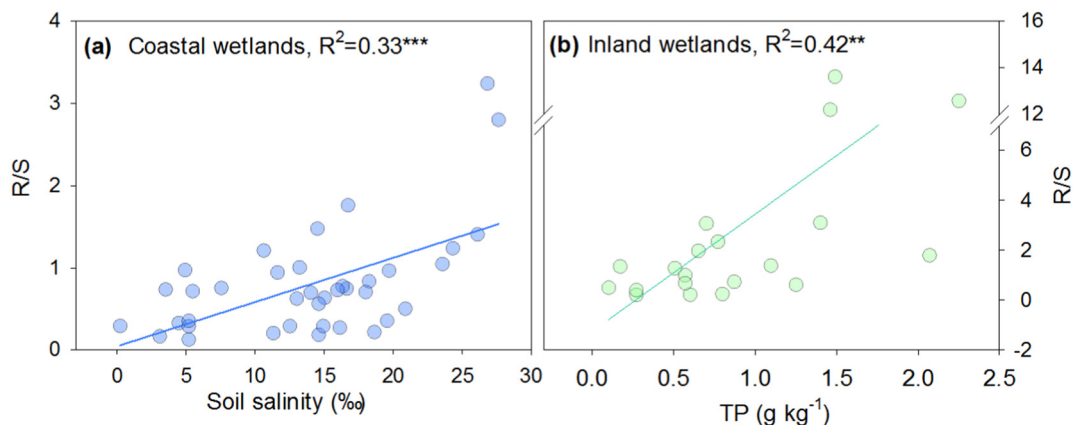 (a) Coastal wetlands, R²=0.33***
4
3
2
1
0
R/S
0 5 10 15 20 25 30
Soil salinity (‰)
(b) Inland wetlands, R²=0.42**
16
14
12
6
4
2
0
-2
R/S
0.0 0.5 1.0 1.5 2.0 2.5
TP (g kg⁻¹)